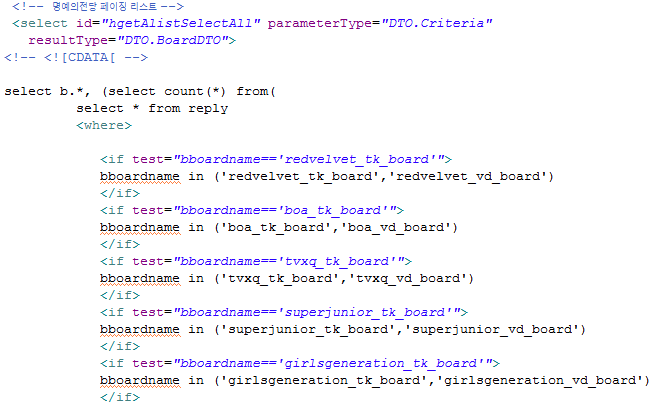 <!-- 명예의전당 페이징 리스트 -->
<select id="hgetAlistSelectAll" parameterType="DTO.Criteria"
resultType="DTO.BoardDTO">
<!-- <![CDATA[ -->
select b.*, (select count(*) from(
select * from reply
<where>
<if test="bboardname=='redvelvet_tk_board'">
bboardname in ('redvelvet_tk_board','redvelvet_vd_board')
</if>
<if test="bboardname=='boa_tk_board'">
bboardname in ('boa_tk_board','boa_vd_board')
</if>
<if test="bboardname=='tvxq_tk_board'">
bboardname in ('tvxq_tk_board','tvxq_vd_board')
</if>
<if test="bboardname=='superjunior_tk_board'">
bboardname in ('superjunior_tk_board','superjunior_vd_board')
</if>
<if test="bboardname=='girlsgeneration_tk_board'">
bboardname in ('girlsgeneration_tk_board','girlsgeneration_vd_board')
</if>